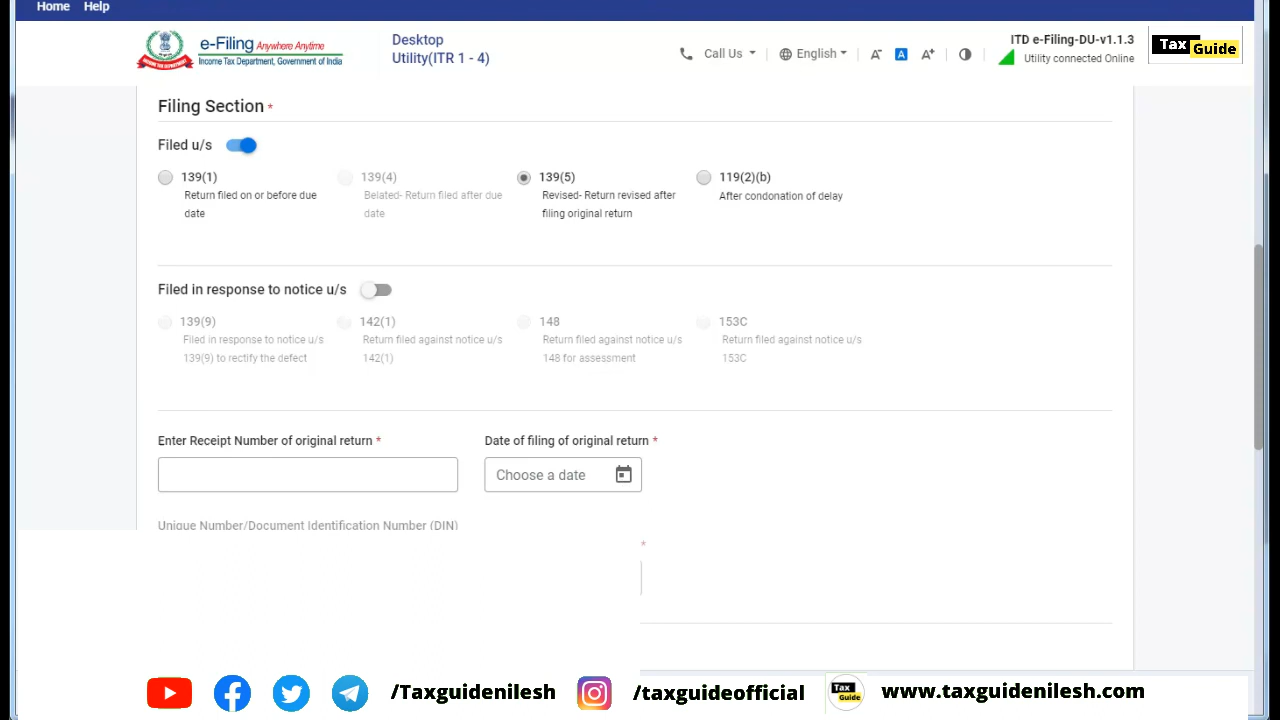 Home Help
e-Filing Anywhere Anytime
Income Tax Department, Government of India
Desktop
Utility(ITR 1 - 4)
Call Us
English
A- A A+
ITD e-Filing-DU-v1.1.3
Utility connected Online
Tax Guide
Filing Section *
Filed u/s
139(1) 139(4) 139(5) 119(2)(b)
Return filed on or before due Belated- Return filed after due Revised- Return revised after After condonation of delay
date date filing original return
Filed in response to notice u/s
139(9) 142(1) 148 153C
Filed in response to notice u/s Return filed against notice u/s Return filed against notice u/s Return filed against notice u/s
139(9) to rectify the defect 142(1) 148 for assessment 153C
Enter Receipt Number of original return * Date of filing of original return *
Choose a date
Unique Number/Document Identification Number (DIN)
*
/Taxguidenilesh /taxguideofficial Tax Guide www.taxguidenilesh.com